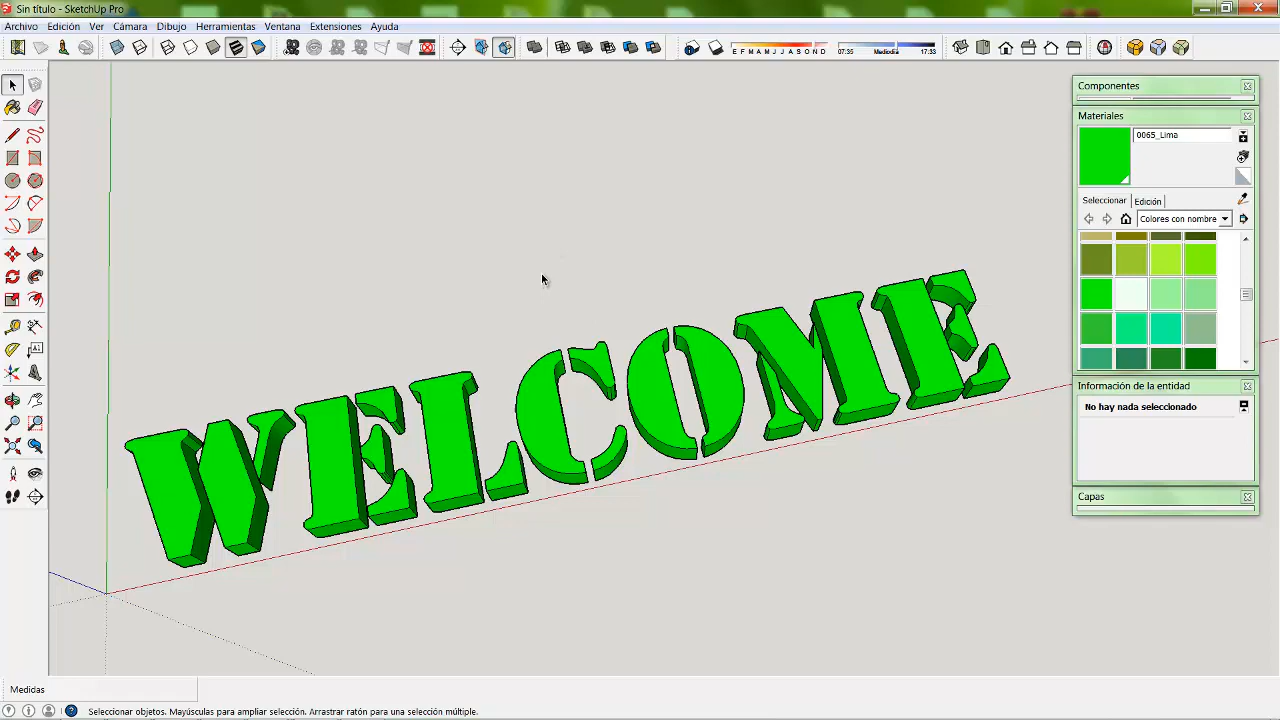 Sin título - SketchUp Pro
Archivo Edición Ver Cámara Dibujo Herramientas Ventana Extensiones Ayuda
E F M A M J J A S O N D
07:35 Mediodía 17:33
Componentes
Materiales
0065_Lima
Seleccionar Edición
Colores con nombre
Información de la entidad
No hay nada seleccionado
Capas
WELCOME
Medidas
Seleccionar objetos. Mayúsculas para ampliar selección. Arrastrar ratón para una selección múltiple.